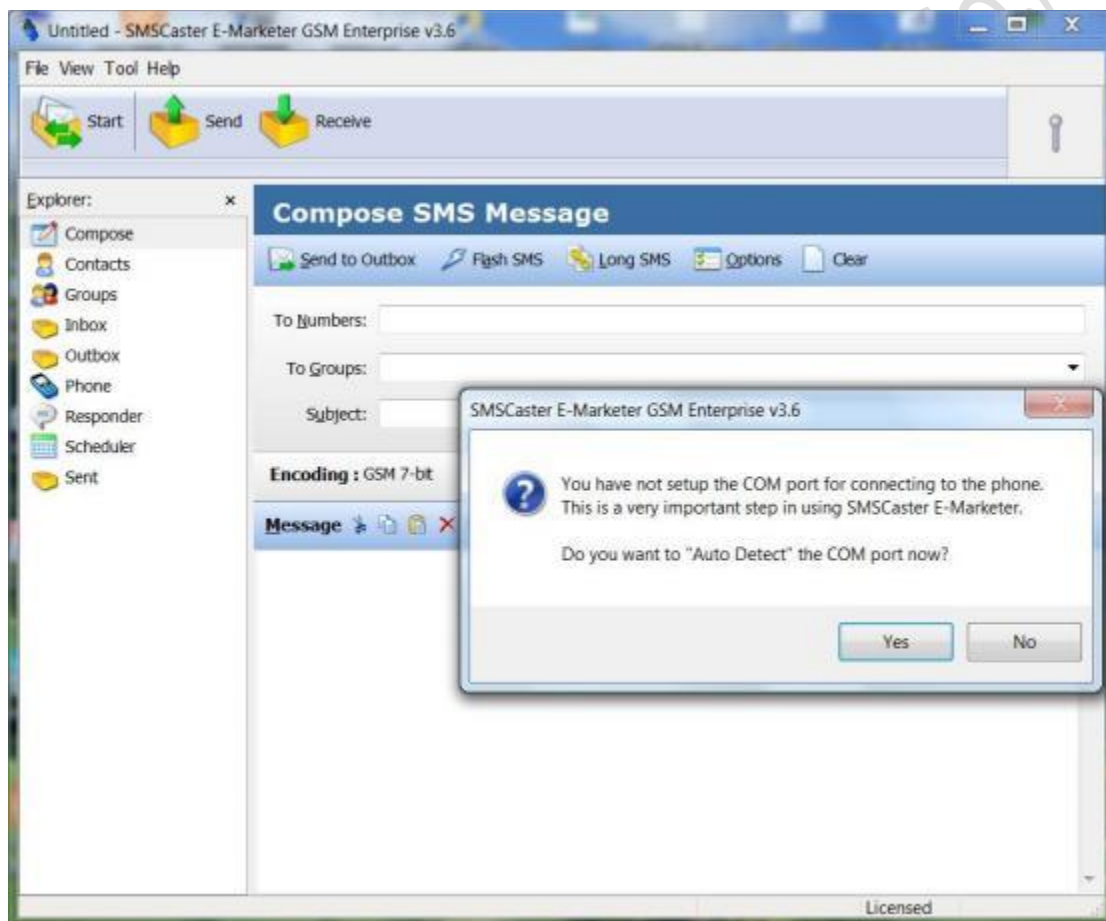 Untitled - SMSCaster E-Marketer GSM Enterprise v3.6
File View Tool Help
Start Send Receive
Explorer:
Compose
Contacts
Groups
Inbox
Outbox
Phone
Responder
Scheduler
Sent
Compose SMS Message
Send to Outbox Flash SMS Long SMS Options Clear
To Numbers:
To Groups:
Subject:
Encoding : GSM 7-bit
Message
SMSCaster E-Marketer GSM Enterprise v3.6
You have not setup the COM port for connecting to the phone.
This is a very important step in using SMSCaster E-Marketer.
Do you want to "Auto Detect" the COM port now?
Yes No
Licensed